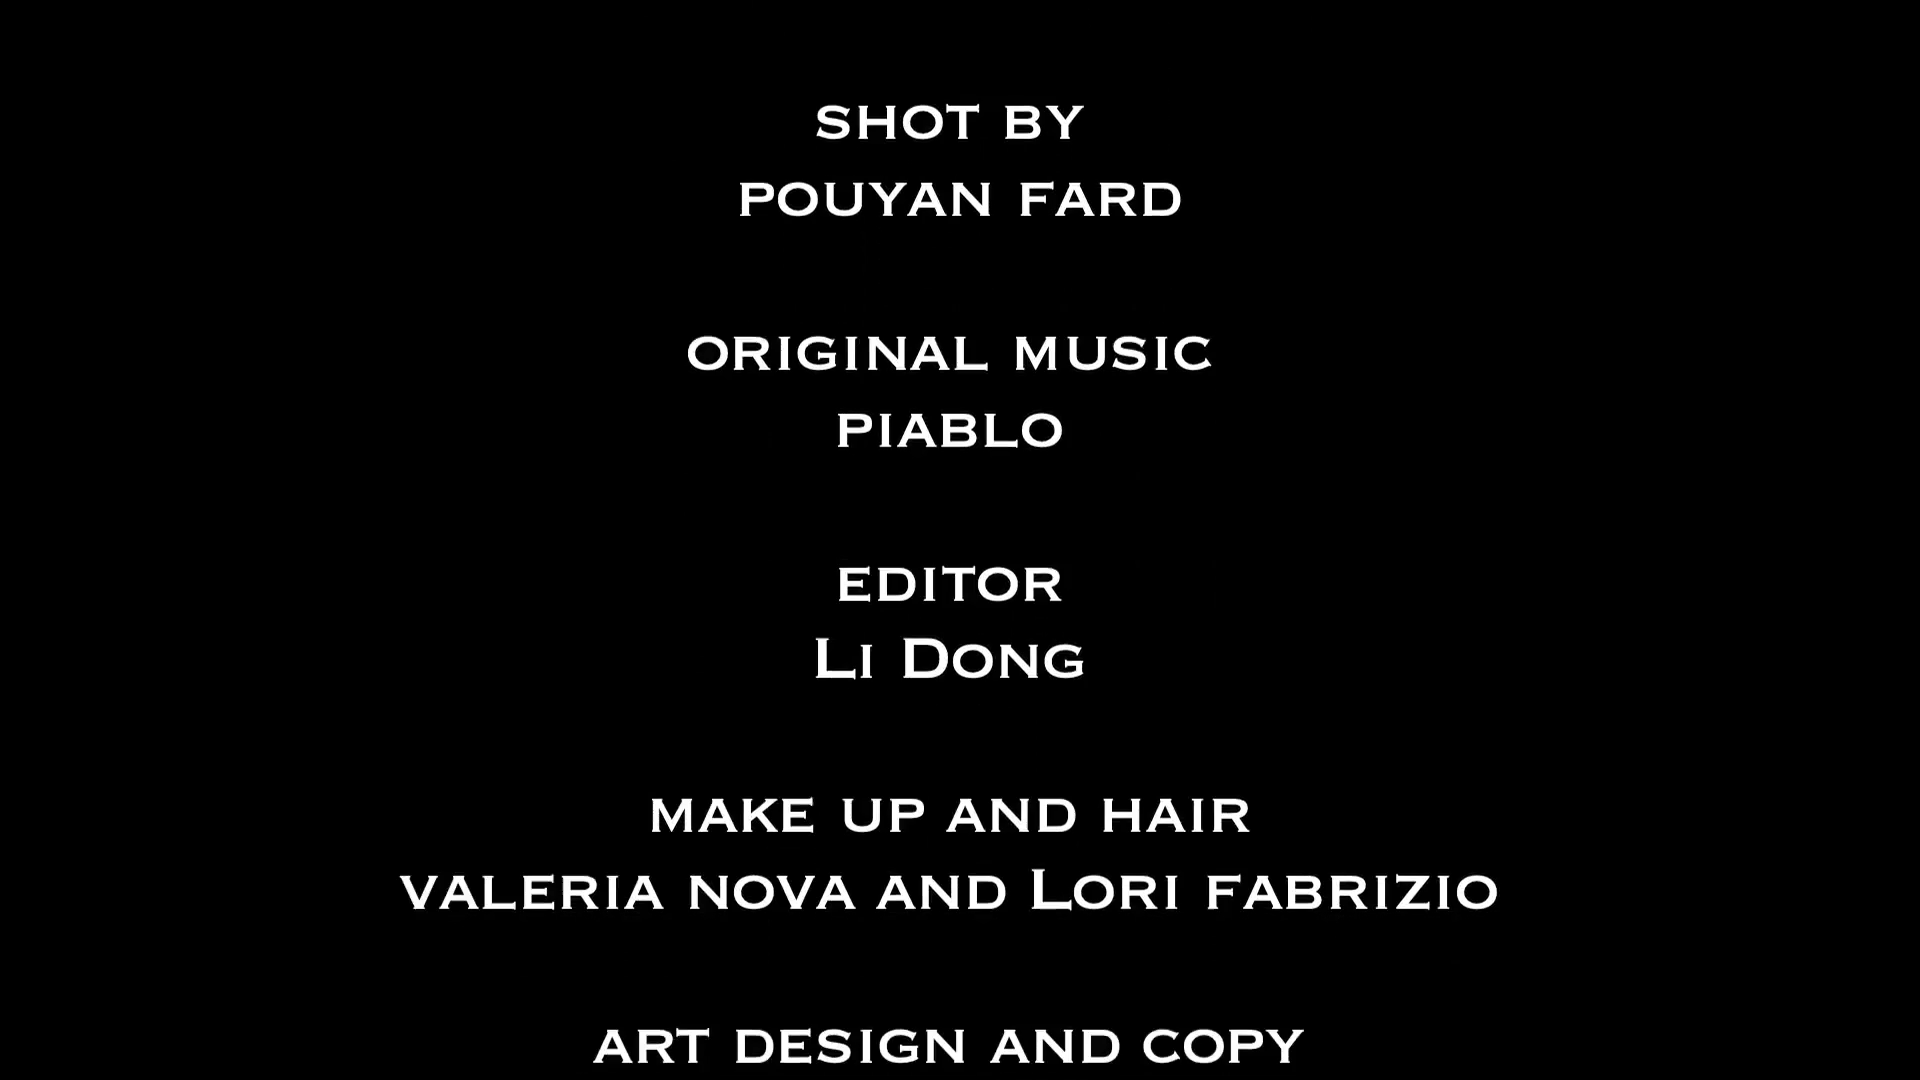 SHOT BY
POUYAN FARD
ORIGINAL MUSIC
PIABLO
EDITOR
LI DONG
MAKE UP AND HAIR
VALERIA NOVA AND LORI FABRIZIO
ART DESIGN AND COPY